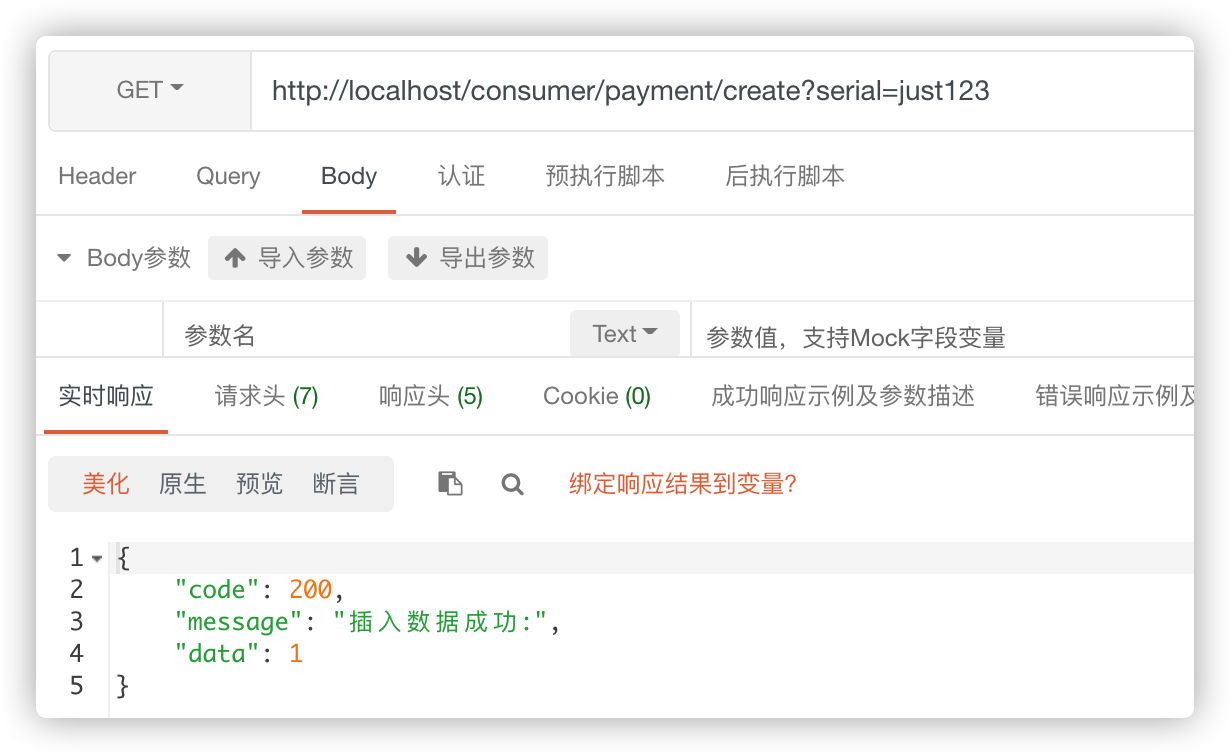 GET http://localhost/consumer/payment/create?serial=just123
Header Query Body 认证 预执行脚本 后执行脚本
Body参数 导入参数 导出参数
参数名 Text 参数值，支持Mock字段变量
实时响应 请求头 (7) 响应头 (5) Cookie (0) 成功响应示例及参数描述 错误响应示例及
美化 原生 预览 断言 绑定响应结果到变量?
1 {
2 "code": 200,
3 "message": "插入数据成功:",
4 "data": 1
5 }